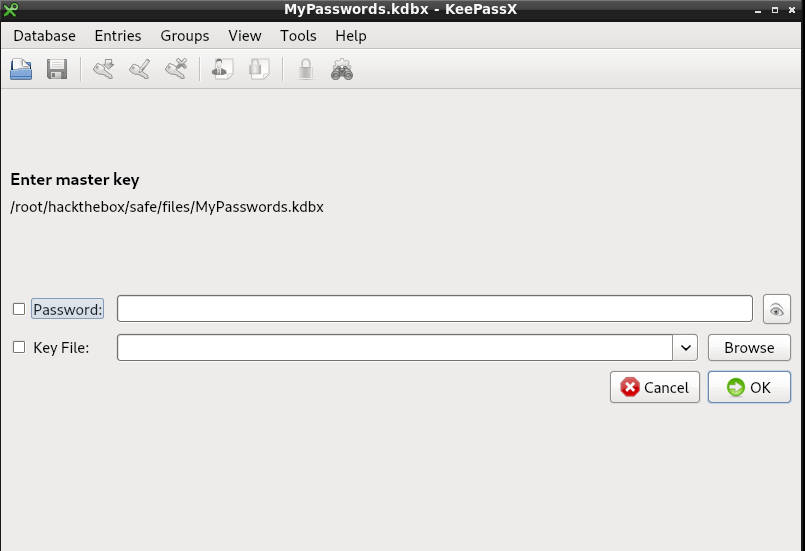 MyPasswords.kdbx - KeePassX
Database Entries Groups View Tools Help
Enter master key
/root/hackthebox/safe/files/MyPasswords.kdbx
Password:
Key File: Browse
Cancel OK